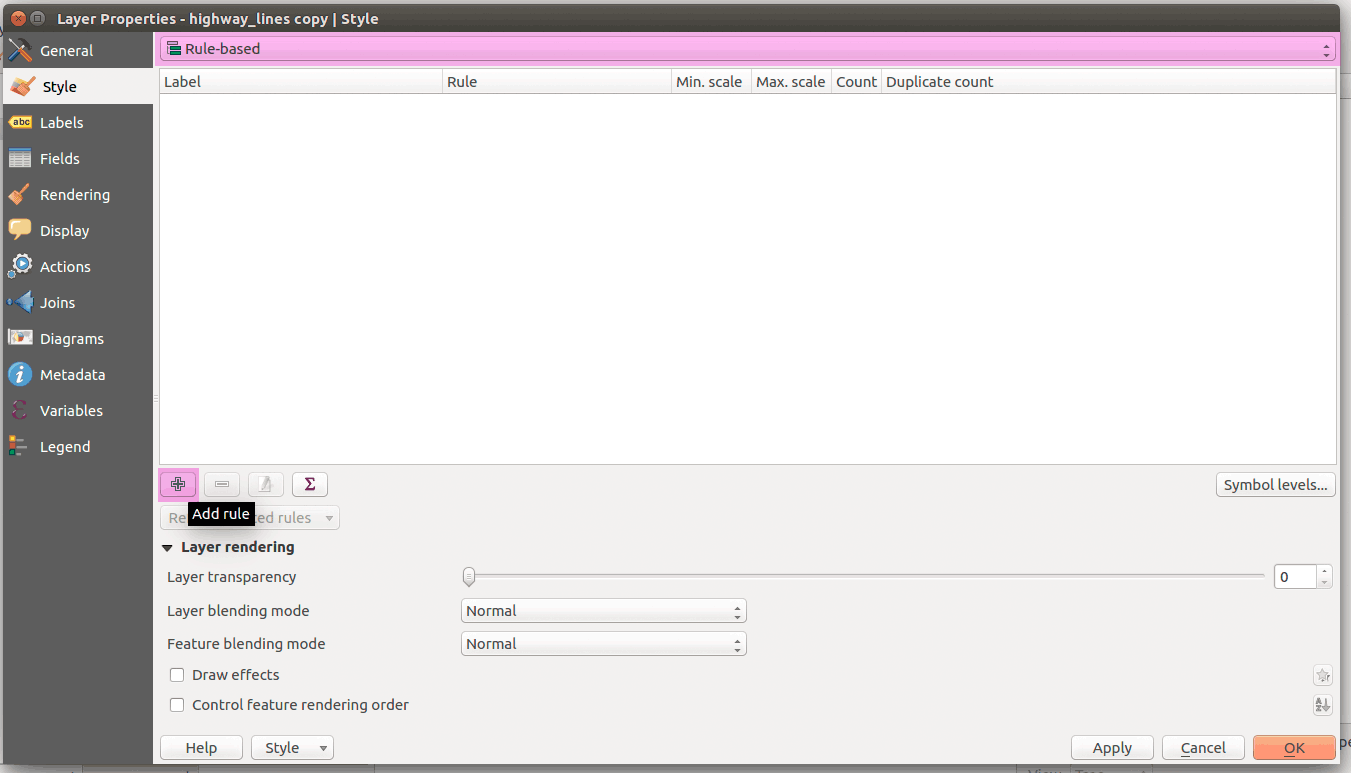 Layer Properties - highway_lines copy | Style
General
Style
Labels
Fields
Rendering
Display
Actions
Joins
Diagrams
Metadata
Variables
Legend
Rule-based
Label Rule Min. scale Max. scale Count Duplicate count
Σ Symbol levels...
Add rule
rules
Layer rendering
Layer transparency 0
Layer blending mode Normal
Feature blending mode Normal
Draw effects
Control feature rendering order
Help Style Apply Cancel OK